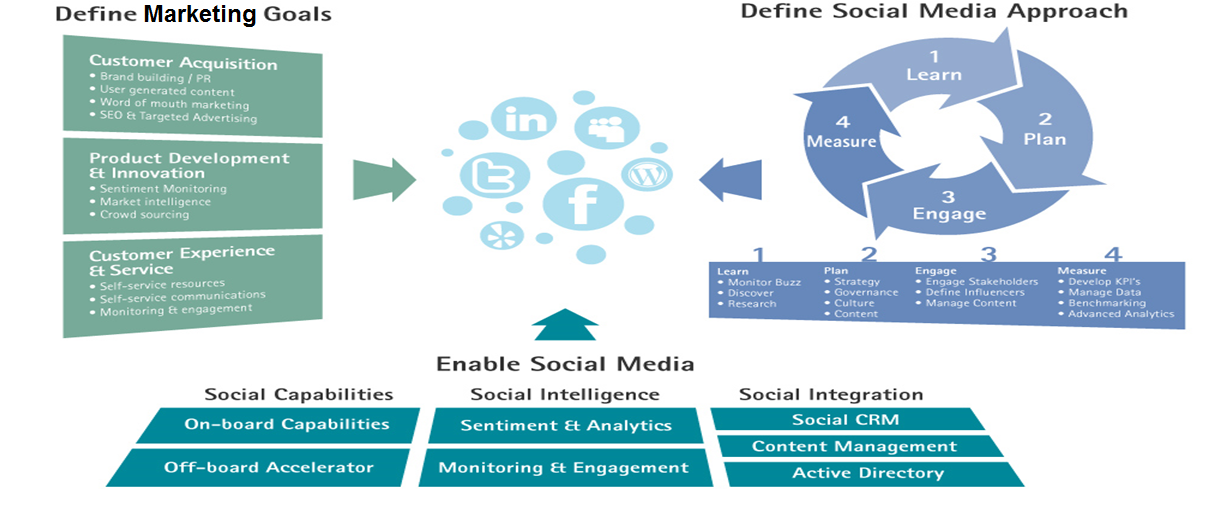 Define Marketing Goals
Customer Acquisition
• Brand building / PR
• User generated content
• Word of mouth marketing
• SEO & Targeted Advertising
Product Development
& Innovation
• Sentiment Monitoring
• Market intelligence
• Crowd sourcing
Customer Experience
& Service
• Self-service resources
• Self-service communications
• Monitoring & engagement
in
t
f
W
Define Social Media Approach
1
Learn
2
Plan
3
Engage
4
Measure
1
Learn
• Monitor Buzz
• Discover
• Research
2
Plan
• Strategy
• Governance
• Culture
• Content
3
Engage
• Engage Stakeholders
• Define Influencers
• Manage Content
4
Measure
• Develop KPI's
• Manage Data
• Benchmarking
• Advanced Analytics
Enable Social Media
Social Capabilities
On-board Capabilities
Off-board Accelerator
Social Intelligence
Sentiment & Analytics
Monitoring & Engagement
Social Integration
Social CRM
Content Management
Active Directory